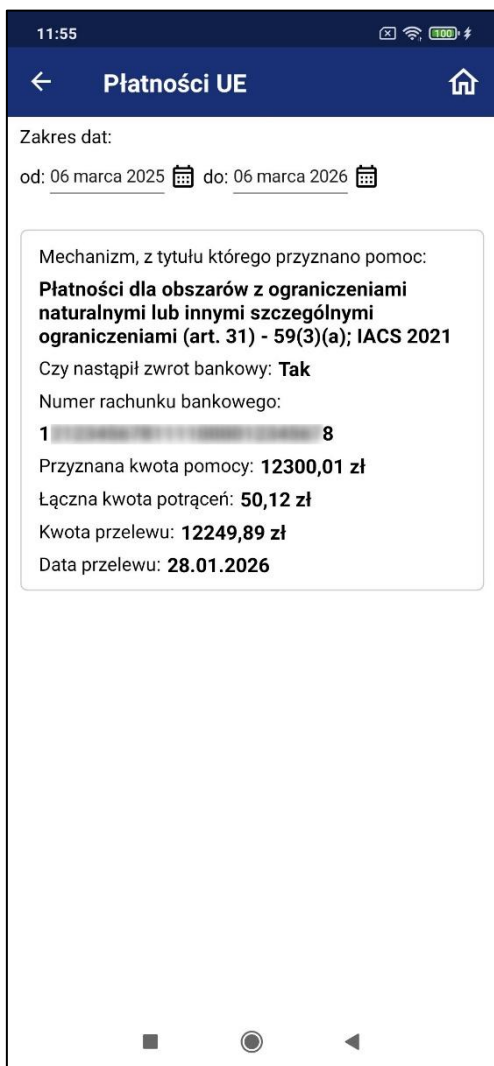 11:55
100
Płatności UE
Zakres dat:
od: 06 marca 2025 do: 06 marca 2026
Mechanizm, z tytułu którego przyznano pomoc:
Płatności dla obszarów z ograniczeniami
naturalnymi lub innymi szczególnymi
ograniczeniami (art. 31) - 59(3)(a); IACS 2021
Czy nastąpił zwrot bankowy: Tak
Numer rachunku bankowego:
1 8
Przyznana kwota pomocy: 12300,01 zł
Łączna kwota potrąceń: 50,12 zł
Kwota przelewu: 12249,89 zł
Data przelewu: 28.01.2026